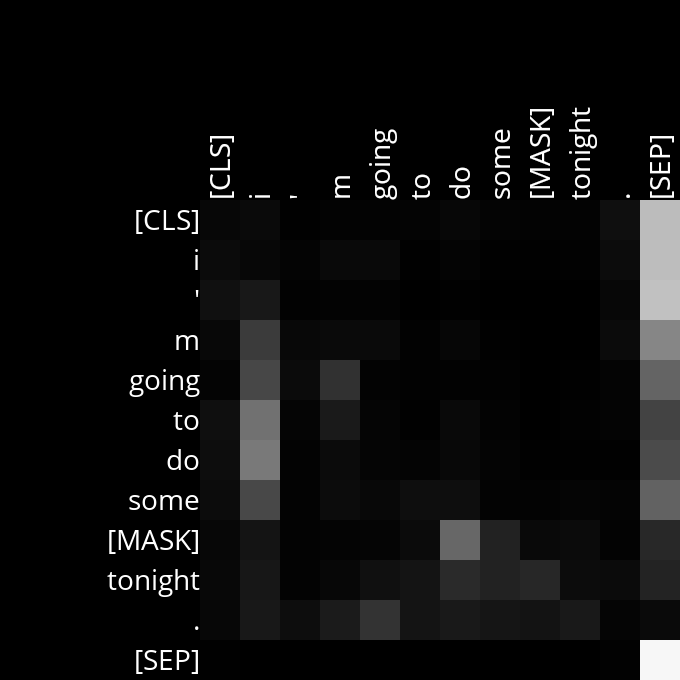 [CLS] i ' m going to do some [MASK] tonight . [SEP]
[CLS]
i
'
m
going
to
do
some
[MASK]
tonight
.
[SEP]